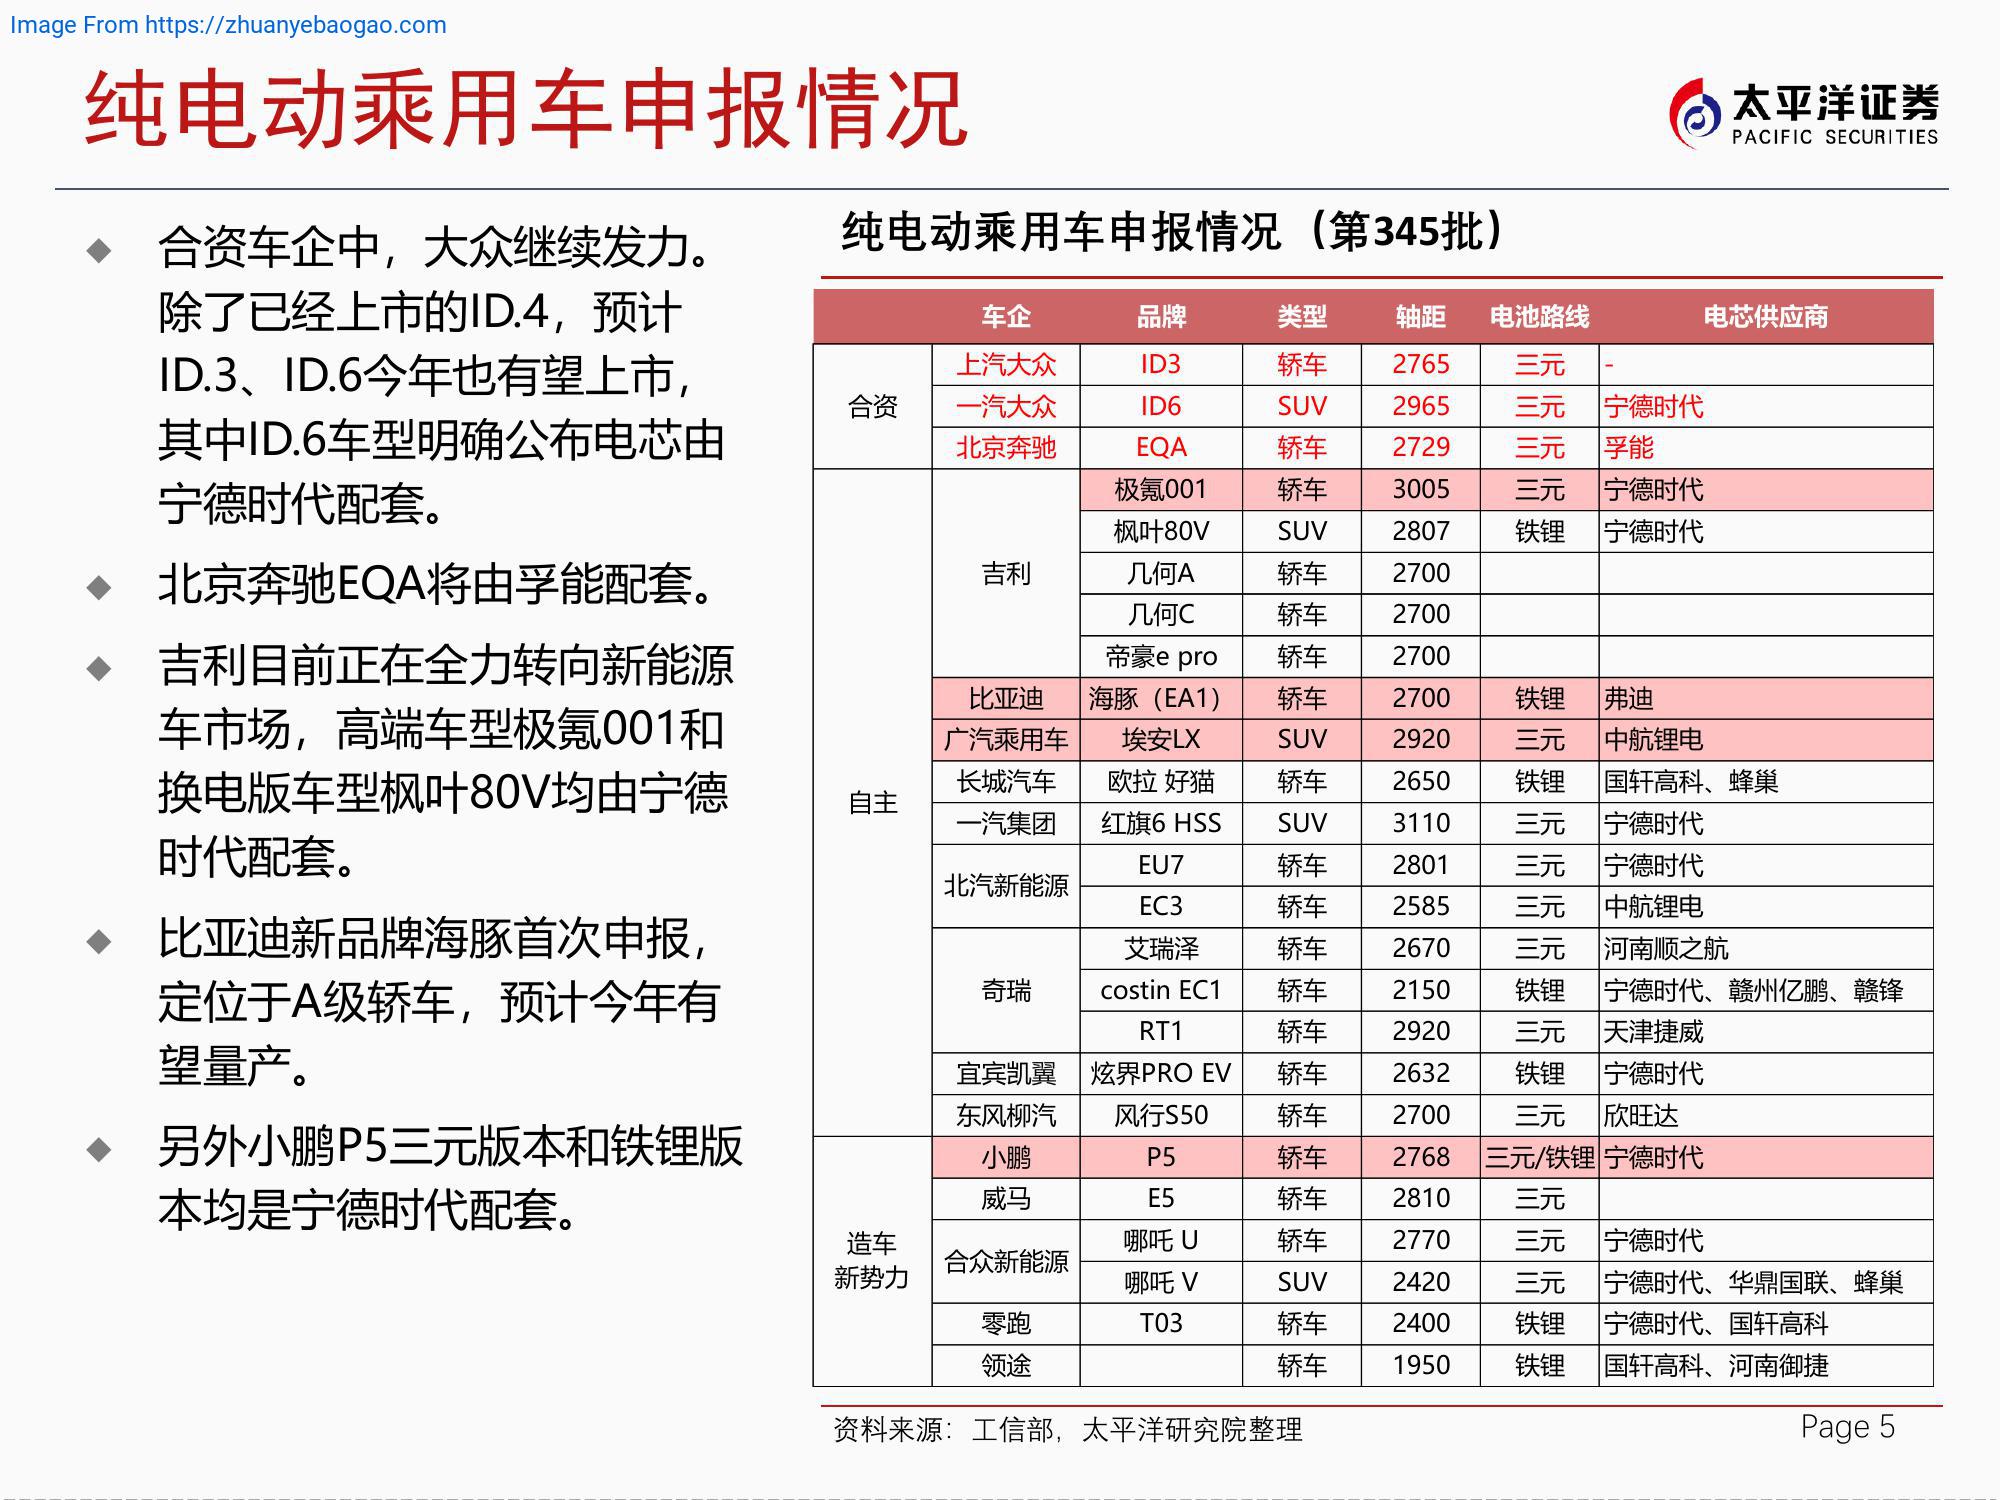 Image From https://zhuanyebaogao.com
纯电动乘用车申报情况
太平洋证券
PACIFIC SECURITIES
◆ 合资车企中，大众继续发力。
除了已经上市的ID.4，预计
ID.3、ID.6今年也有望上市，
其中ID.6车型明确公布电芯由
宁德时代配套。
◆ 北京奔驰EQA将由孚能配套。
◆ 吉利目前正在全力转向新能源
车市场，高端车型极氪001和
换电版车型枫叶80V均由宁德
时代配套。
◆ 比亚迪新品牌海豚首次申报，
定位于A级轿车，预计今年有
望量产。
◆ 另外小鹏P5三元版本和铁锂版
本均是宁德时代配套。
纯电动乘用车申报情况（第345批）
车企 品牌 类型 轴距 电池路线 电芯供应商
合资
上汽大众 ID3 轿车 2765 三元 -
一汽大众 ID6 SUV 2965 三元 宁德时代
北京奔驰 EQA 轿车 2729 三元 孚能
自主
吉利
极氪001 轿车 3005 三元 宁德时代
枫叶80V SUV 2807 铁锂 宁德时代
几何A 轿车 2700
几何C 轿车 2700
帝豪e pro 轿车 2700
比亚迪 海豚（EA1） 轿车 2700 铁锂 弗迪
广汽乘用车 埃安LX SUV 2920 三元 中航锂电
长城汽车 欧拉 好猫 轿车 2650 铁锂 国轩高科、蜂巢
一汽集团 红旗6 HSS SUV 3110 三元 宁德时代
北汽新能源
EU7 轿车 2801 三元 宁德时代
EC3 轿车 2585 三元 中航锂电
奇瑞
艾瑞泽 轿车 2670 三元 河南顺之航
costin EC1 轿车 2150 铁锂 宁德时代、赣州亿鹏、赣锋
RT1 轿车 2920 三元 天津捷威
宜宾凯翼 炫界PRO EV 轿车 2632 铁锂 宁德时代
东风柳汽 风行S50 轿车 2700 三元 欣旺达
造车
新势力
小鹏 P5 轿车 2768 三元/铁锂 宁德时代
威马 E5 轿车 2810 三元
合众新能源
哪吒 U 轿车 2770 三元 宁德时代
哪吒 V SUV 2420 三元 宁德时代、华鼎国联、蜂巢
零跑 T03 轿车 2400 铁锂 宁德时代、国轩高科
领途 轿车 1950 铁锂 国轩高科、河南御捷
资料来源：工信部，太平洋研究院整理
Page 5